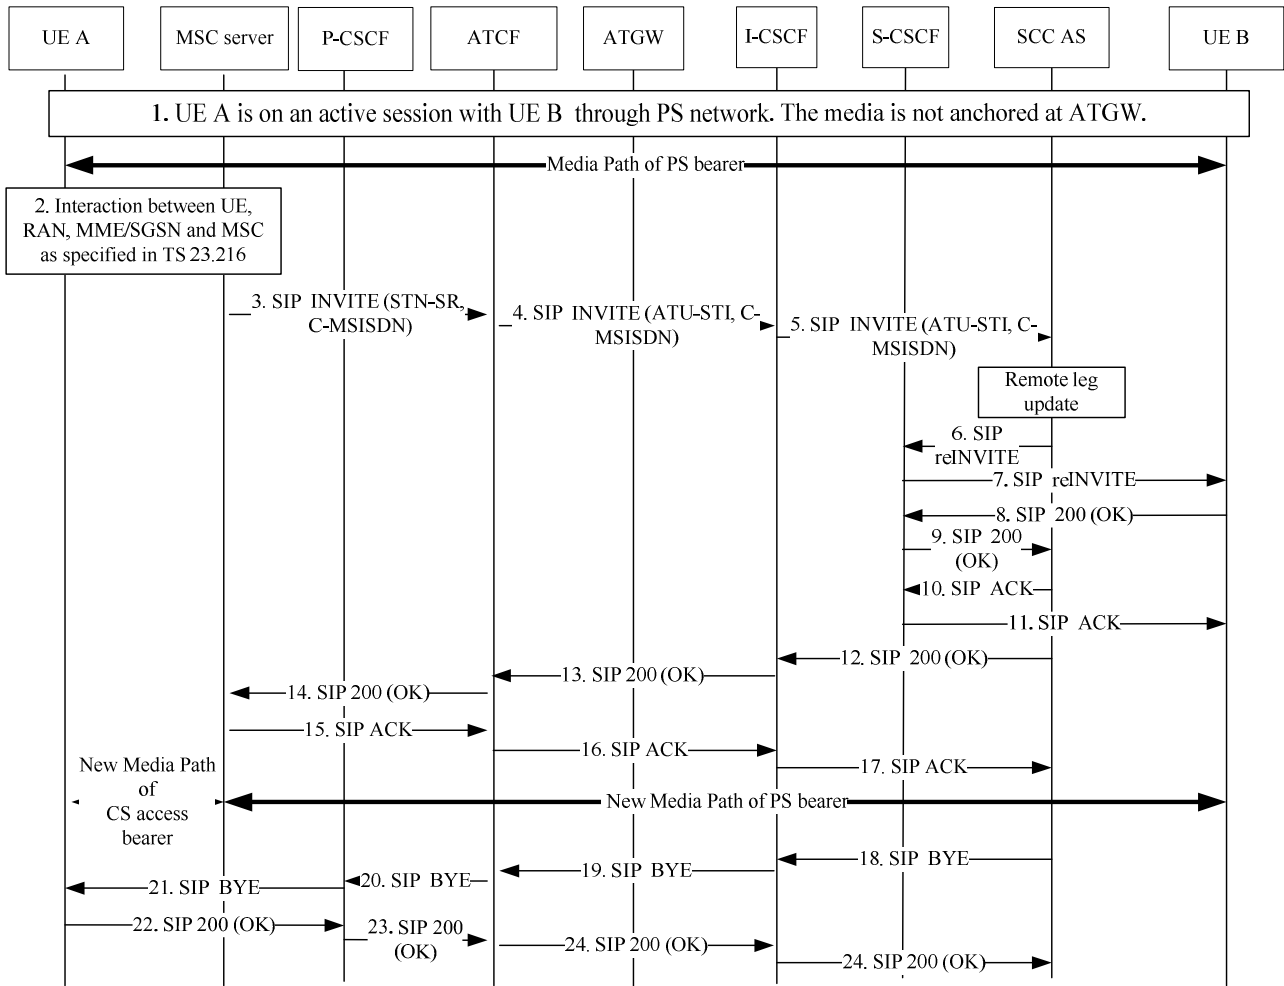 UE A
MSC server
P-CSCF
ATCF
ATGW
I-CSCF
S-CSCF
SCC AS
UE B
1. UE A is on an active session with UE B through PS network. The media is not anchored at ATGW.
Media Path of PS bearer
2. Interaction between UE,
RAN, MME/SGSN and MSC
as specified in TS 23.216
3. SIP INVITE (STN-SR,
C-MSISDN)
4. SIP INVITE (ATU-STI, C-
MSISDN)
5. SIP INVITE (ATU-STI, C-
MSISDN)
Remote leg
update
6. SIP
reINVITE
7. SIP reINVITE
8. SIP 200 (OK)
9. SIP 200
(OK)
10. SIP ACK
11. SIP ACK
12. SIP 200 (OK)
13. SIP 200 (OK)
14. SIP 200 (OK)
15. SIP ACK
16. SIP ACK
17. SIP ACK
New Media Path
of
CS access
bearer
New Media Path of PS bearer
18. SIP BYE
19. SIP BYE
20. SIP BYE
21. SIP BYE
22. SIP 200 (OK)
23. SIP 200
(OK)
24. SIP 200 (OK)
24. SIP 200 (OK)